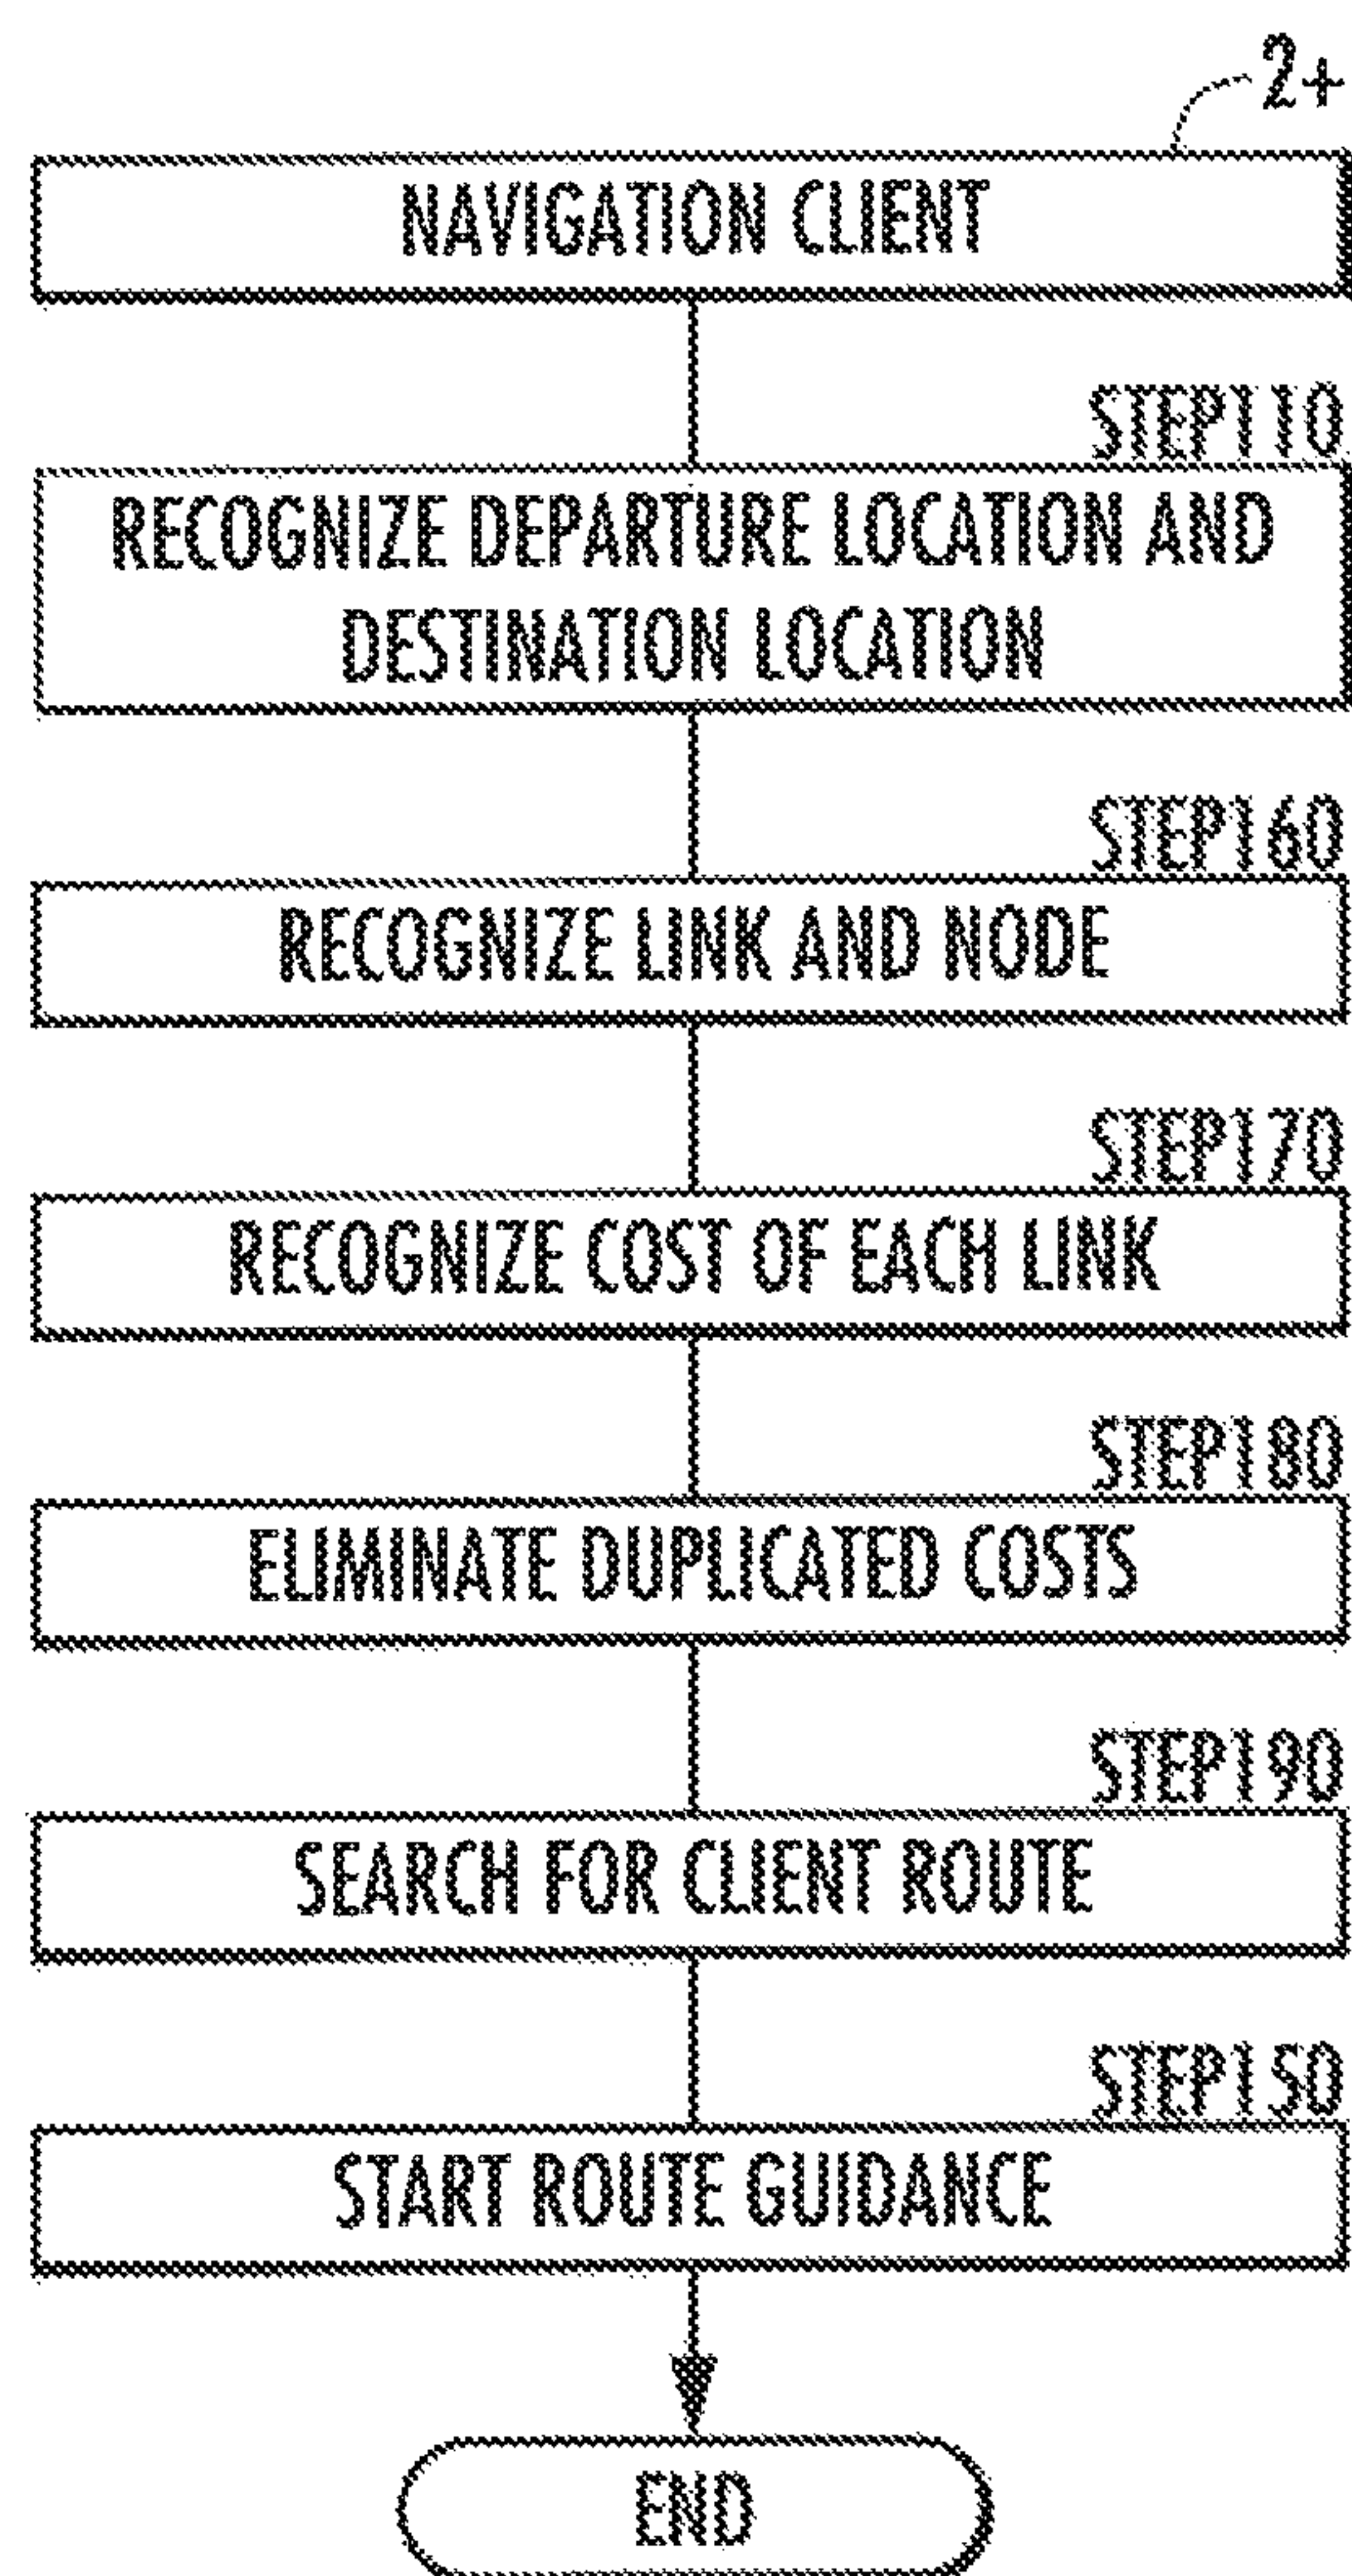 2+
NAVIGATION CLIENT
STEP110
RECOGNIZE DEPARTURE LOCATION AND
DESTINATION LOCATION
STEP160
RECOGNIZE LINK AND NODE
STEP170
RECOGNIZE COST OF EACH LINK
STEP180
ELIMINATE DUPLICATED COSTS
STEP190
SEARCH FOR CLIENT ROUTE
STEP150
START ROUTE GUIDANCE
END